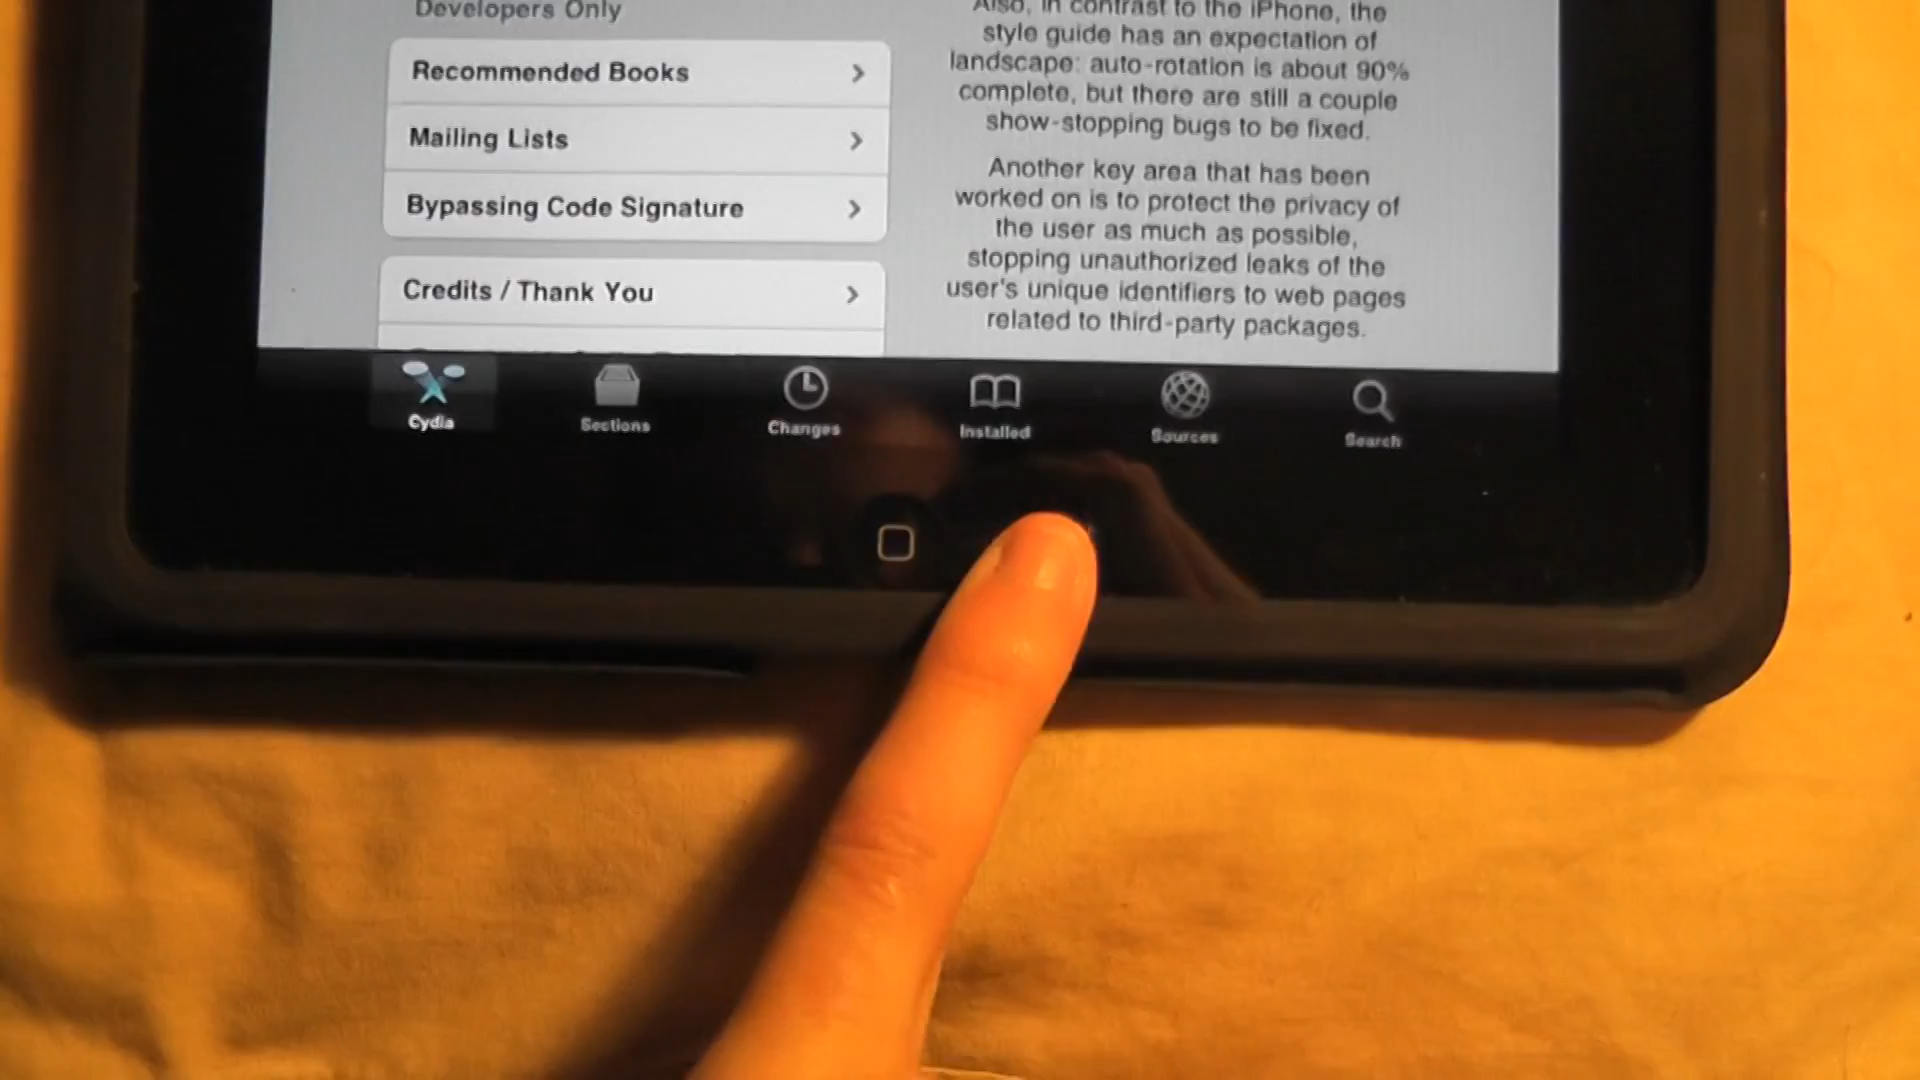 Developers Only
Recommended Books
Mailing Lists
Bypassing Code Signature
Credits / Thank You
Also, in contrast to the iPhone, the
style guide has an expectation of
landscape: auto-rotation is about 90%
complete, but there are still a couple
show-stopping bugs to be fixed.
Another key area that has been
worked on is to protect the privacy of
the user as much as possible,
stopping unauthorized leaks of the
user's unique identifiers to web pages
related to third-party packages.
Cydia
Sections
Changes
Installed
Sources
Search